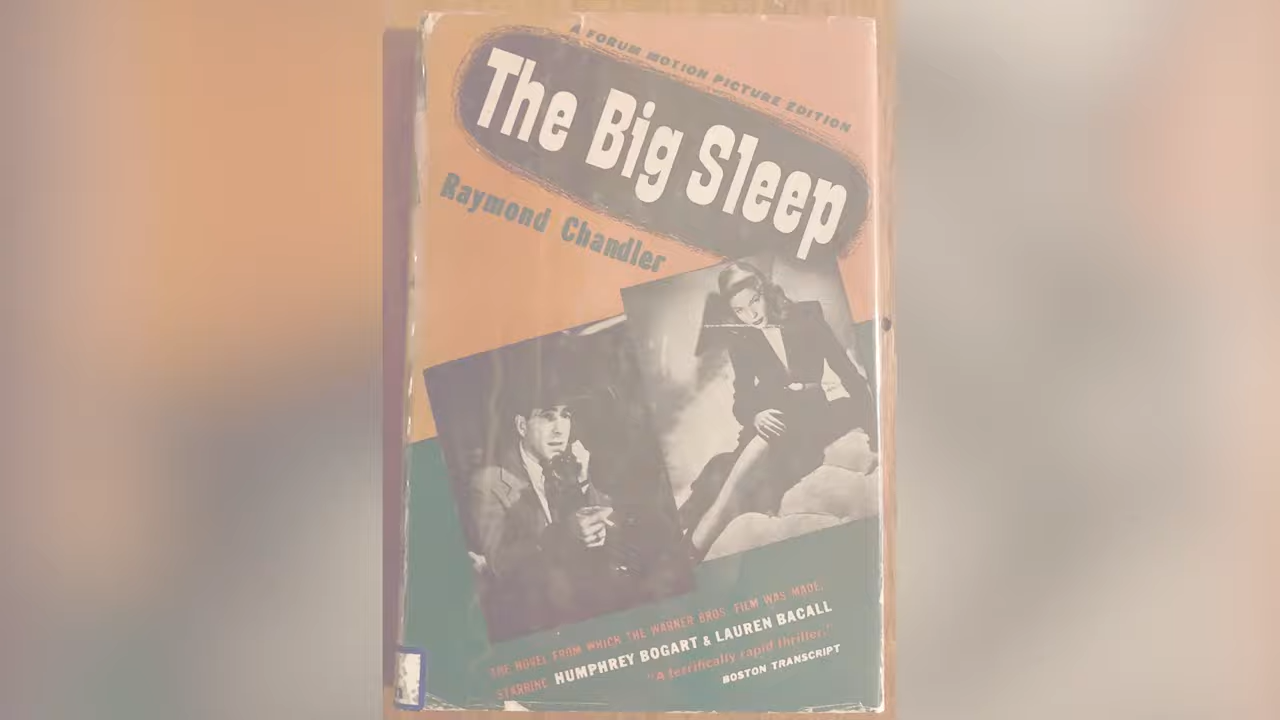 A FORUM MOTION PICTURE EDITION
The Big Sleep
Raymond Chandler
THE NOVEL FROM WHICH THE WARNER BROS. FILM WAS MADE,
STARRING HUMPHREY BOGART & LAUREN BACALL
"A terrifically rapid thriller."
BOSTON TRANSCRIPT